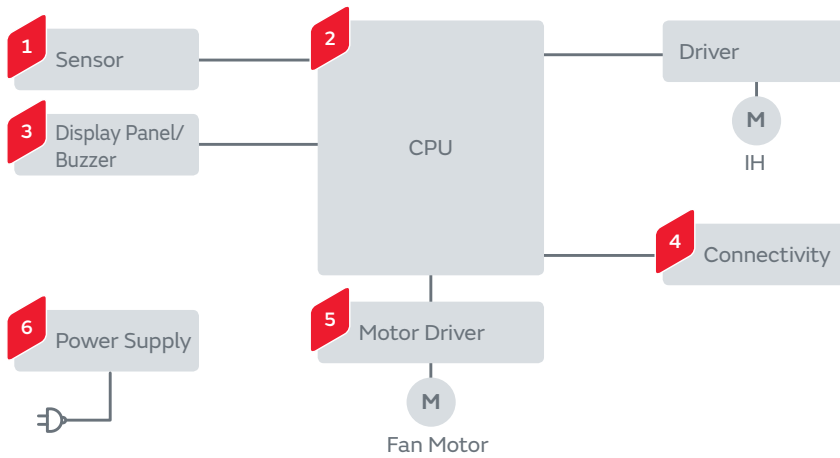 1
Sensor
2
CPU
Driver
M
IH
3
Display Panel/
Buzzer
4
Connectivity
5
Motor Driver
M
Fan Motor
6
Power Supply